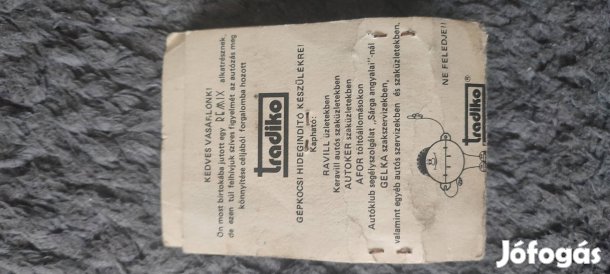 KEDVES VÁSÁRLÓNK!
Ön most birtokába jutott egy REMIX alkatrésznek,
de ezen túl felhívjuk szíves figyelmét az autózás meg
könnyítése céljából forgalomba hozott
tradiko
GÉPKOCSI HIDEGINDÍTÓ KÉSZÜLÉKRE!
Kapható:
RAVILL üzletekben
Keravill autós szaküzletekben
AUTÓKER szaküzletekben
ÁFOR töltőállomásokon
Autóklub segélyszolgálat „Sárga angyalai"-nál
GELKA szakszervizekben,
valamint egyéb autós szervizekben és szaküzletekben,
NE FELEDJE!!
tradiko®
Jófogás